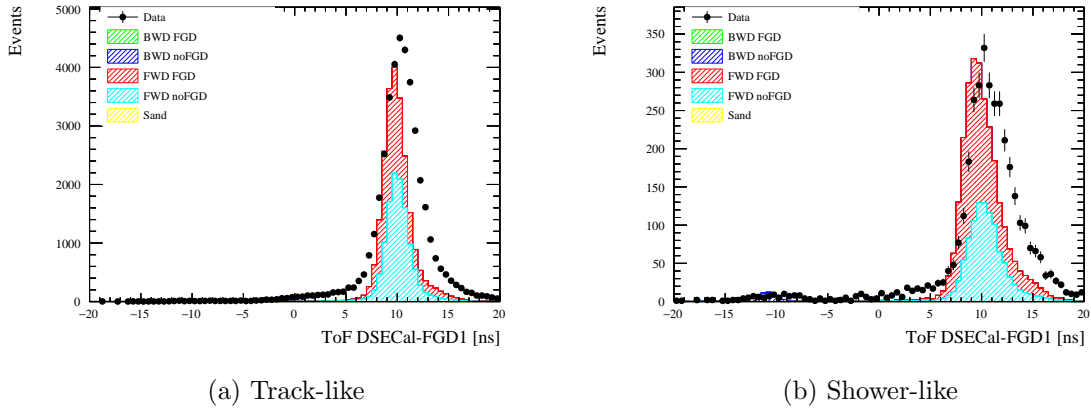 Events
5000
4000
3000
2000
1000
0
Data
BWD FGD
BWD noFGD
FWD FGD
FWD noFGD
Sand
−20 −15 −10 −5 0 5 10 15 20
ToF DSECal-FGD1 [ns]
(a) Track-like
Events
350
300
250
200
150
100
50
0
Data
BWD FGD
BWD noFGD
FWD FGD
FWD noFGD
Sand
−20 −15 −10 −5 0 5 10 15 20
ToF DSECal-FGD1 [ns]
(b) Shower-like